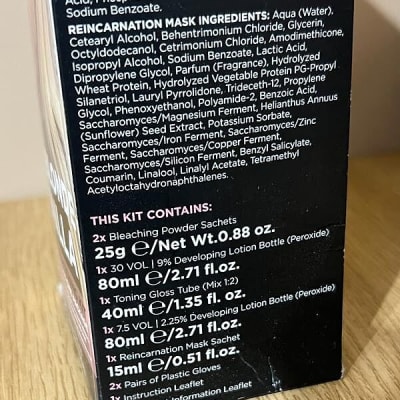 Sodium Benzoate.
REINCARNATION MASK INGREDIENTS: Aqua (Water),
Cetearyl Alcohol, Behentrimonium Chloride, Glycerin,
Octyldodecanol, Cetrimonium Chloride, Amodimethicone,
Isopropyl Alcohol, Sodium Benzoate, Lactic Acid,
Dipropylene Glycol, Parfum (Fragrance), Hydrolyzed
Wheat Protein, Hydrolyzed Vegetable Protein PG-Propyl
Silanetriol, Lauryl Pyrrolidone, Trideceth-12, Propylene
Glycol, Phenoxyethanol, Polyamide-2, Benzoic Acid,
Saccharomyces/Magnesium Ferment, Helianthus Annuus
(Sunflower) Seed Extract, Potassium Sorbate,
Saccharomyces/Iron Ferment, Saccharomyces/Zinc
Ferment, Saccharomyces/Copper Ferment,
Saccharomyces/Silicon Ferment, Benzyl Salicylate,
Coumarin, Linalool, Linalyl Acetate, Tetramethyl
Acetyloctahydronaphthalenes.
THIS KIT CONTAINS:
2x Bleaching Powder Sachets
25g ℮/Net Wt.0.88 oz.
1x 30 VOL | 9% Developing Lotion Bottle (Peroxide)
80ml ℮/2.71 fl.oz.
1x Toning Gloss Tube (Mix 1:2)
40ml ℮/1.35 fl. oz.
1x 7.5 VOL | 2.25% Developing Lotion Bottle (Peroxide)
80ml ℮/2.71 fl.oz.
1x Reincarnation Mask Sachet
15ml ℮/0.51 fl.oz.
2x Pairs of Plastic Gloves
1x Instruction Leaflet
Information Leaflet